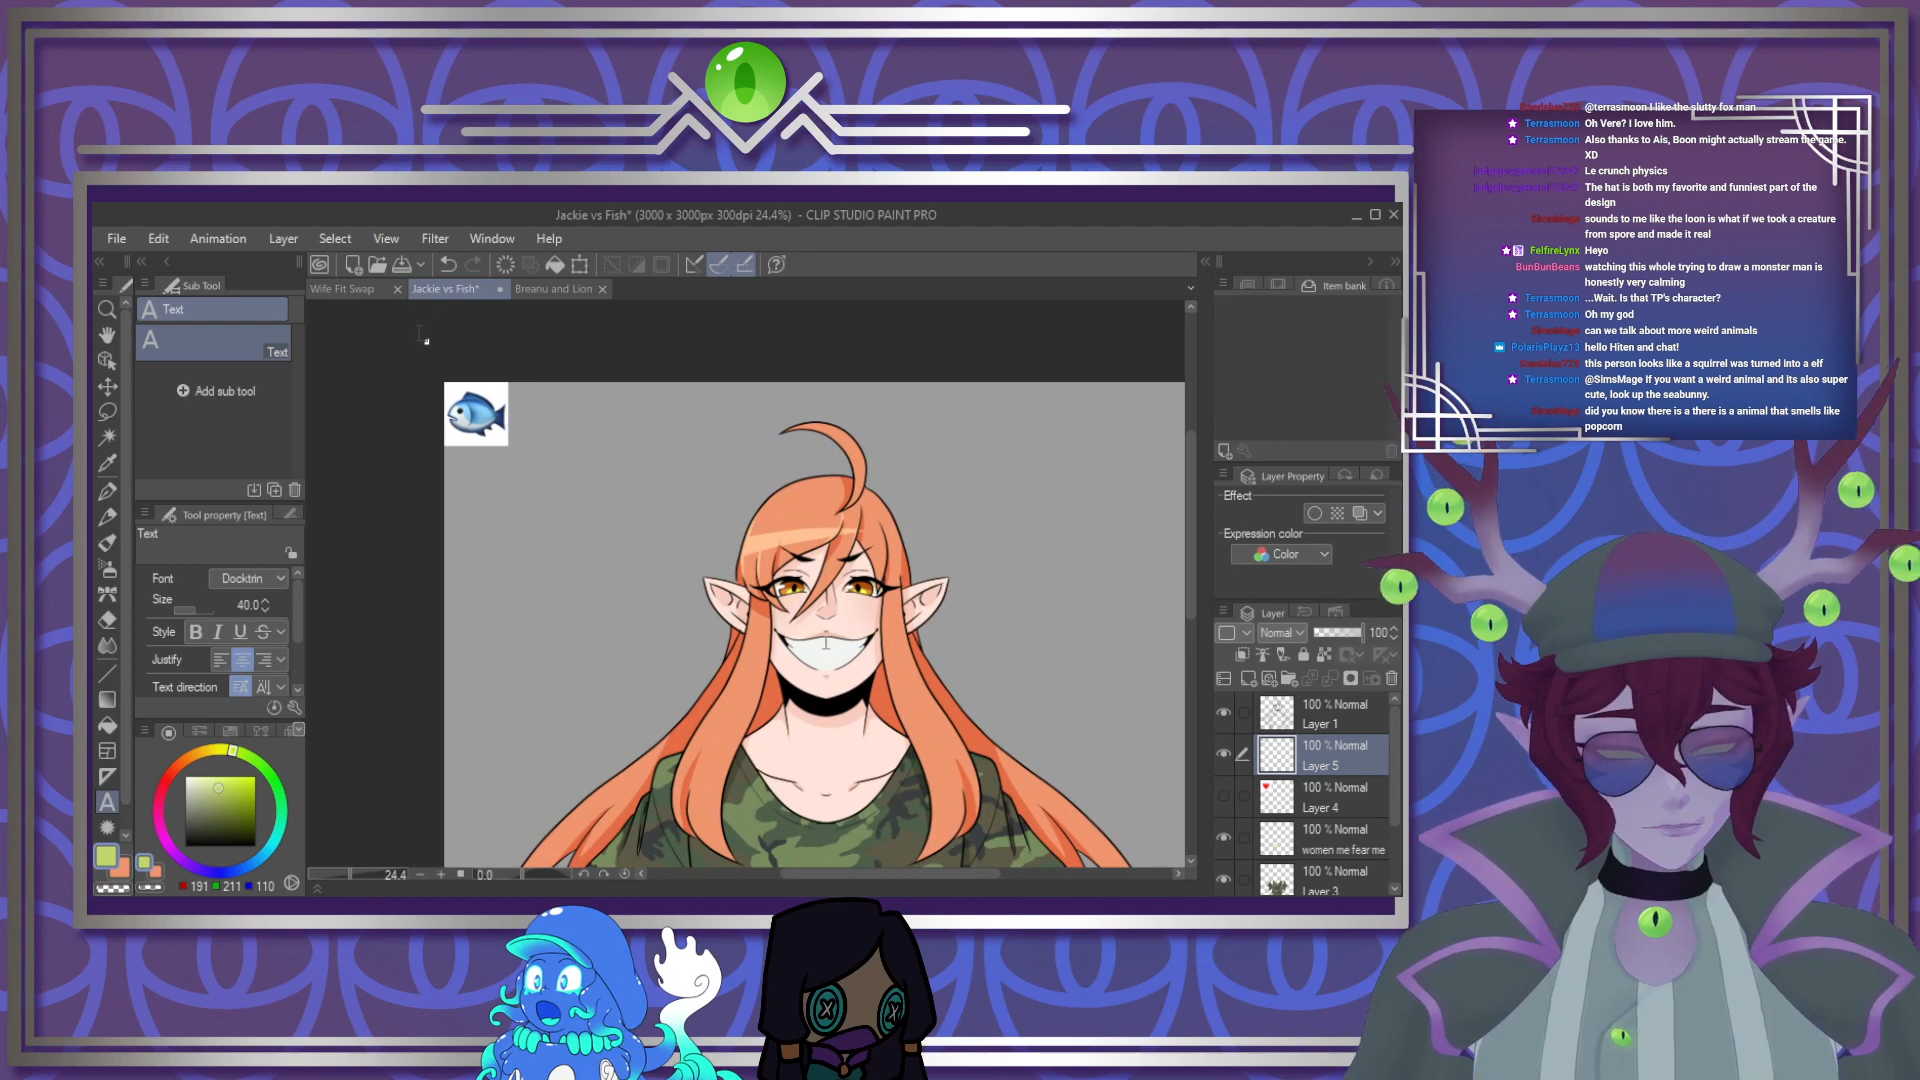 Jackie vs Fish* (3000 x 3000px 300dpi 24.4%) - CLIP STUDIO PAINT PRO
File Edit Animation Layer Select View Filter Window Help
Sub Tool
Wife Fit Swap
Jackie vs Fish*
Breanu and Lion
Text
Text
Add sub tool
Tool property [Text]
Text
Font Docktrin
Size 40.0
Style B I U S
Justify
Text direction
191 211 110
24.4
0.0
Item bank
Layer Property
Effect
Expression color
Color
Layer
Normal 100
100 % Normal
Layer 1
100 % Normal
Layer 5
100 % Normal
Layer 4
100 % Normal
women me fear me
100 % Normal
Layer 3
@terrasmoon I like the slutty fox man
Terrasmoon Oh Vere? I love him.
Terrasmoon Also thanks to Ais, Boon might actually stream the game.
XD
Le crunch physics
The hat is both my favorite and funniest part of the
design
SimsMage sounds to me like the loon is what if we took a creature
from spore and made it real
FelfireLynx Heyo
BunBunBeans watching this whole trying to draw a monster man is
honestly very calming
Terrasmoon ...Wait. Is that TP's character?
Terrasmoon Oh my god
SimsMage can we talk about more weird animals
PolarisPlayz13 hello Hiten and chat!
this person looks like a squirrel was turned into a elf
Terrasmoon @SimsMage If you want a weird animal and its also super
cute, look up the seabunny.
SimsMage did you know there is a there is a animal that smells like
popcorn